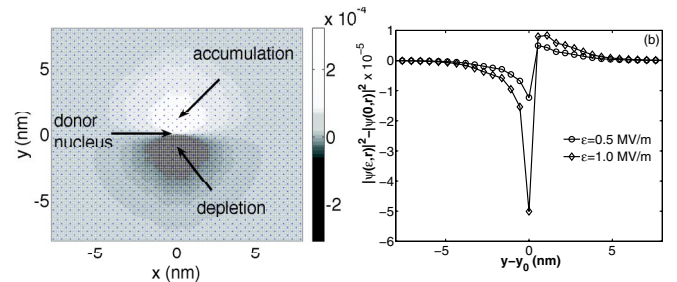 x 10⁻⁴
accumulation
donor
nucleus
depletion
y (nm)
5
0
-5
-5
0
5
x (nm)
2
0
-2
(b)
|ψ(ε,r)|²−|ψ(0,r)|² x 10⁻⁵
1
0
−1
−2
−3
−4
−5
−6
ε=0.5 MV/m
ε=1.0 MV/m
−5
0
5
y−y₀ (nm)